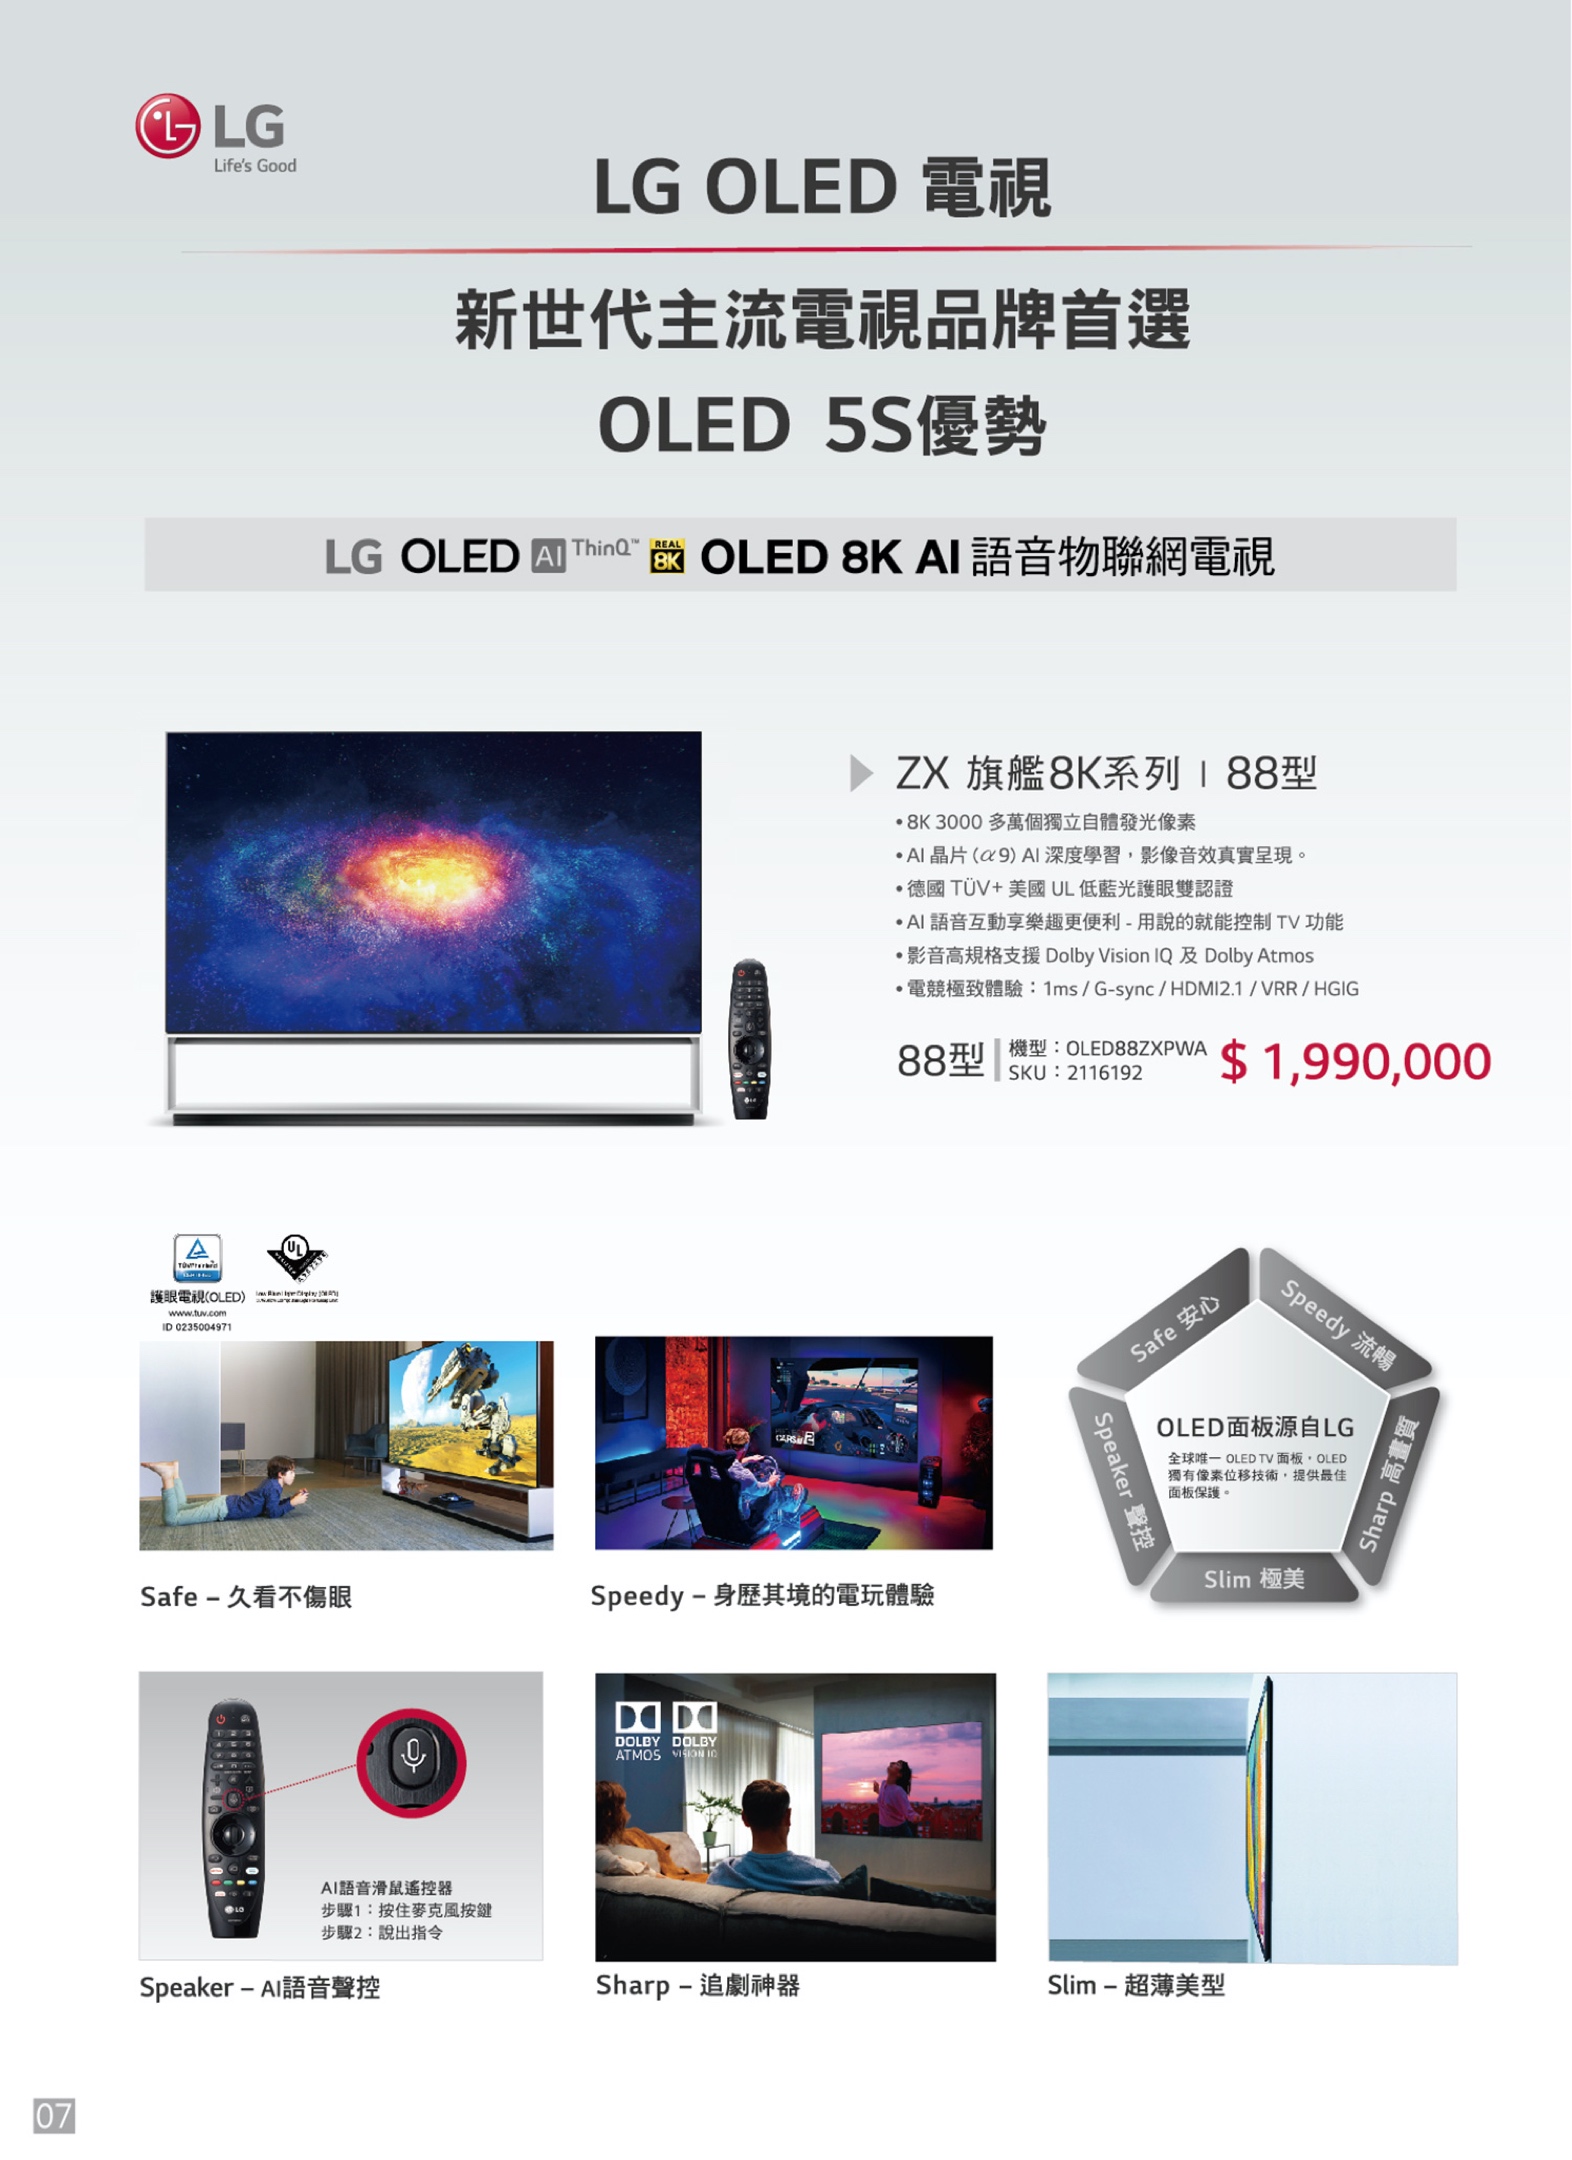 LG
Life's Good
LG OLED 電視
新世代主流電視品牌首選
OLED 5S優勢
LG OLED AI ThinQ™ REAL 8K OLED 8K AI 語音物聯網電視
ZX 旗艦8K系列 | 88型
•8K 3000 多萬個獨立自體發光像素
•AI 晶片(α9) AI 深度學習,影像音效真實呈現。
•德國 TÜV+ 美國 UL 低藍光護眼雙認證
•AI 語音互動享樂趣更便利 - 用說的就能控制 TV 功能
•影音高規格支援 Dolby Vision IQ 及 Dolby Atmos
•電競極致體驗：1ms / G-sync / HDMI2.1 / VRR / HGIG
88型
機型：OLED88ZXPWA
SKU：2116192
$ 1,990,000
護眼電視(OLED)
www.tuv.com
ID 0235004971
UL
Safe 安心
Speedy 流暢
Speaker 聲控
Sharp 高畫質
Slim 極美
OLED面板源自LG
全球唯一 OLED TV 面板，OLED
獨有像素位移技術，提供最佳
面板保護。
Safe – 久看不傷眼
Speedy – 身歷其境的電玩體驗
AI語音滑鼠遙控器
步驟1：按住麥克風按鍵
步驟2：說出指令
DOLBY ATMOS
DOLBY VISION IQ
Speaker – AI語音聲控
Sharp – 追劇神器
Slim – 超薄美型
07